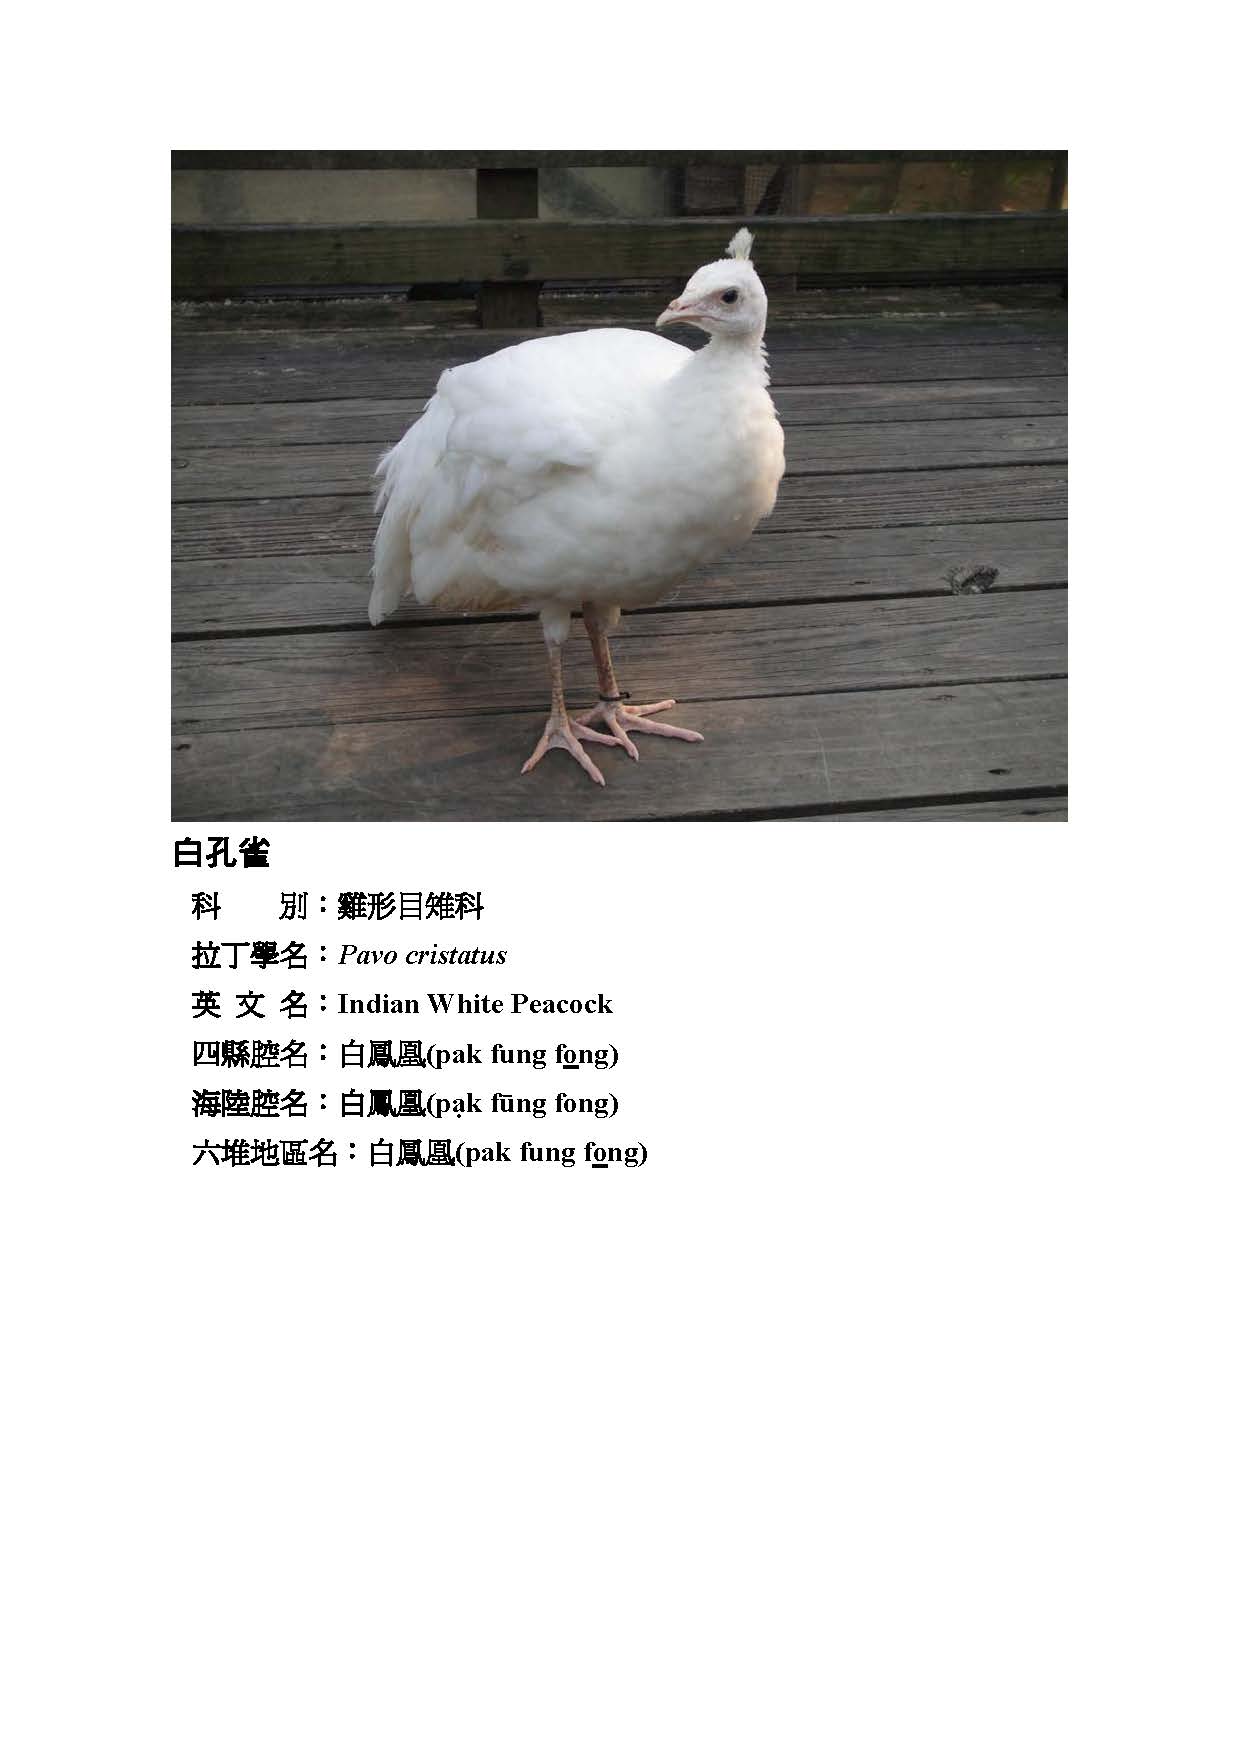 白孔雀
科　　別：雞形目雉科
拉丁學名：Pavo cristatus
英 文 名：Indian White Peacock
四縣腔名：白鳳凰(pak fung fo̲ng)
海陸腔名：白鳳凰(pạk fūng fong)
六堆地區名：白鳳凰(pak fung fo̲ng)